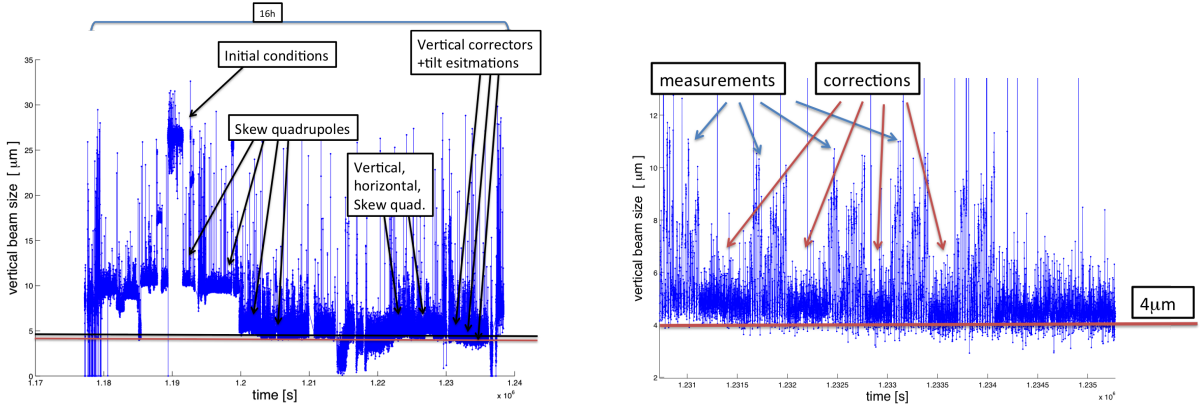 16h
Initial conditions
Vertical correctors
+tilt esitmations
Skew quadrupoles
Vertical,
horizontal,
Skew quad.
vertical beam size  [ μm]
35
30
25
20
15
10
5
0
1.17
1.18
1.19
1.2
1.21
1.22
1.23
1.24
time [s]
x 10⁶
measurements
corrections
4μm
vertical beam size  [ μm]
12
10
8
6
4
2
1.231
1.2315
1.232
1.2325
1.233
1.2335
1.234
1.2345
1.235
time [s]
x 10⁶